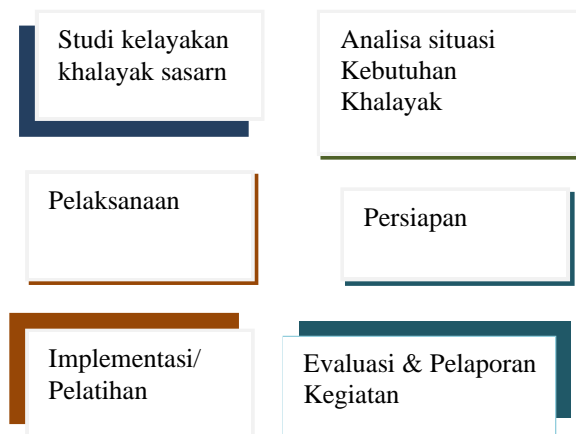 Studi kelayakan
khalayak sasarn
Analisa situasi
Kebutuhan
Khalayak
Pelaksanaan
Persiapan
Implementasi/
Pelatihan
Evaluasi & Pelaporan
Kegiatan